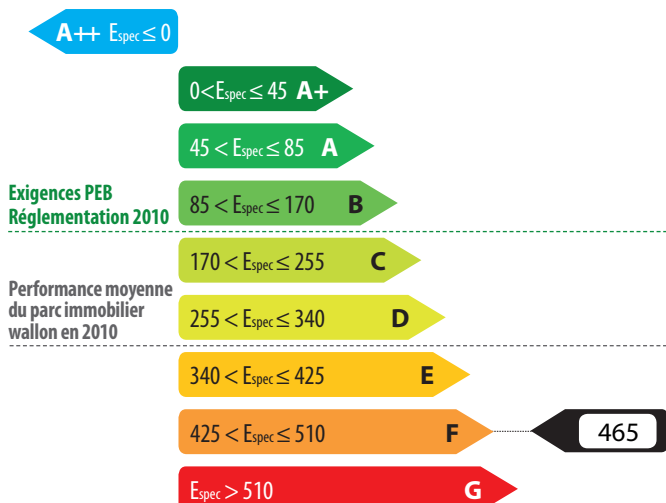 A++ Espec ≤ 0
0<Espec ≤ 45 A+
45 < Espec ≤ 85 A
Exigences PEB
Réglementation 2010
85 < Espec ≤ 170 B
170 < Espec ≤ 255 C
Performance moyenne
du parc immobilier
wallon en 2010
255 < Espec ≤ 340 D
340 < Espec ≤ 425 E
425 < Espec ≤ 510 F
465
Espec > 510 G